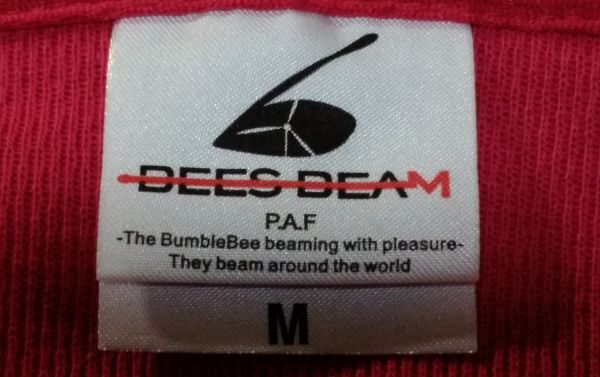 BEES BEAM
P.A.F
-The BumbleBee beaming with pleasure-
They beam around the world
M